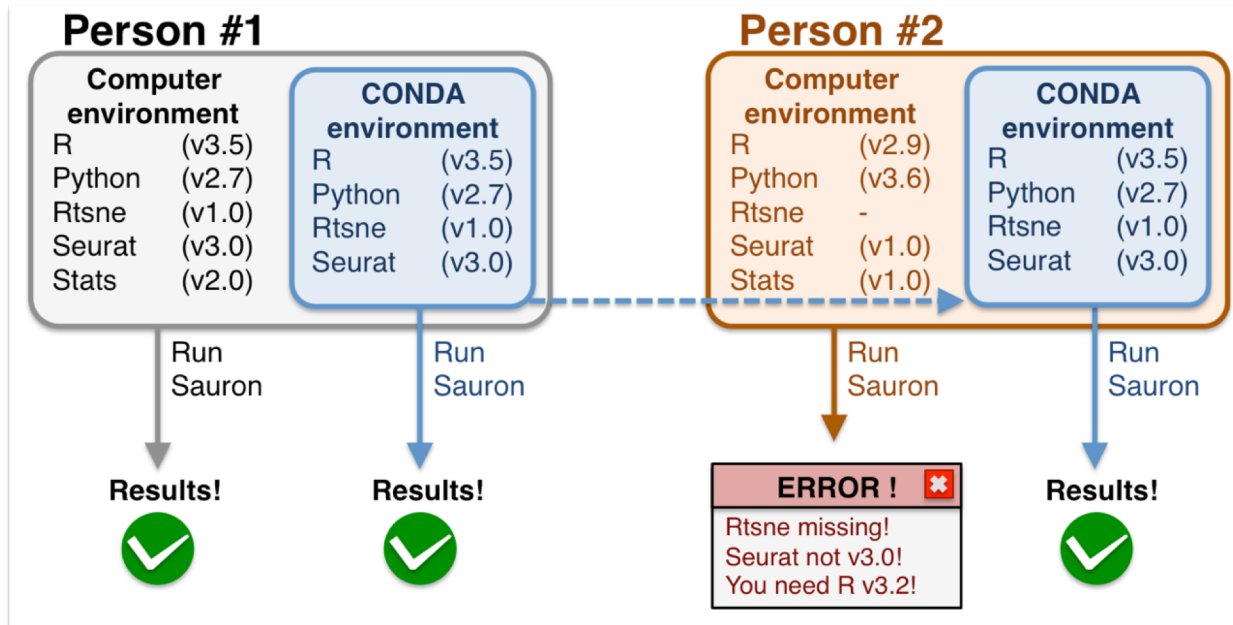 Person #1
Computer
environment
R (v3.5)
Python (v2.7)
Rtsne (v1.0)
Seurat (v3.0)
Stats (v2.0)
CONDA
environment
R (v3.5)
Python (v2.7)
Rtsne (v1.0)
Seurat (v3.0)
Run
Sauron
Results!
Run
Sauron
Results!
Person #2
Computer
environment
R (v2.9)
Python (v3.6)
Rtsne -
Seurat (v1.0)
Stats (v1.0)
CONDA
environment
R (v3.5)
Python (v2.7)
Rtsne (v1.0)
Seurat (v3.0)
Run
Sauron
ERROR !
Rtsne missing!
Seurat not v3.0!
You need R v3.2!
Run
Sauron
Results!